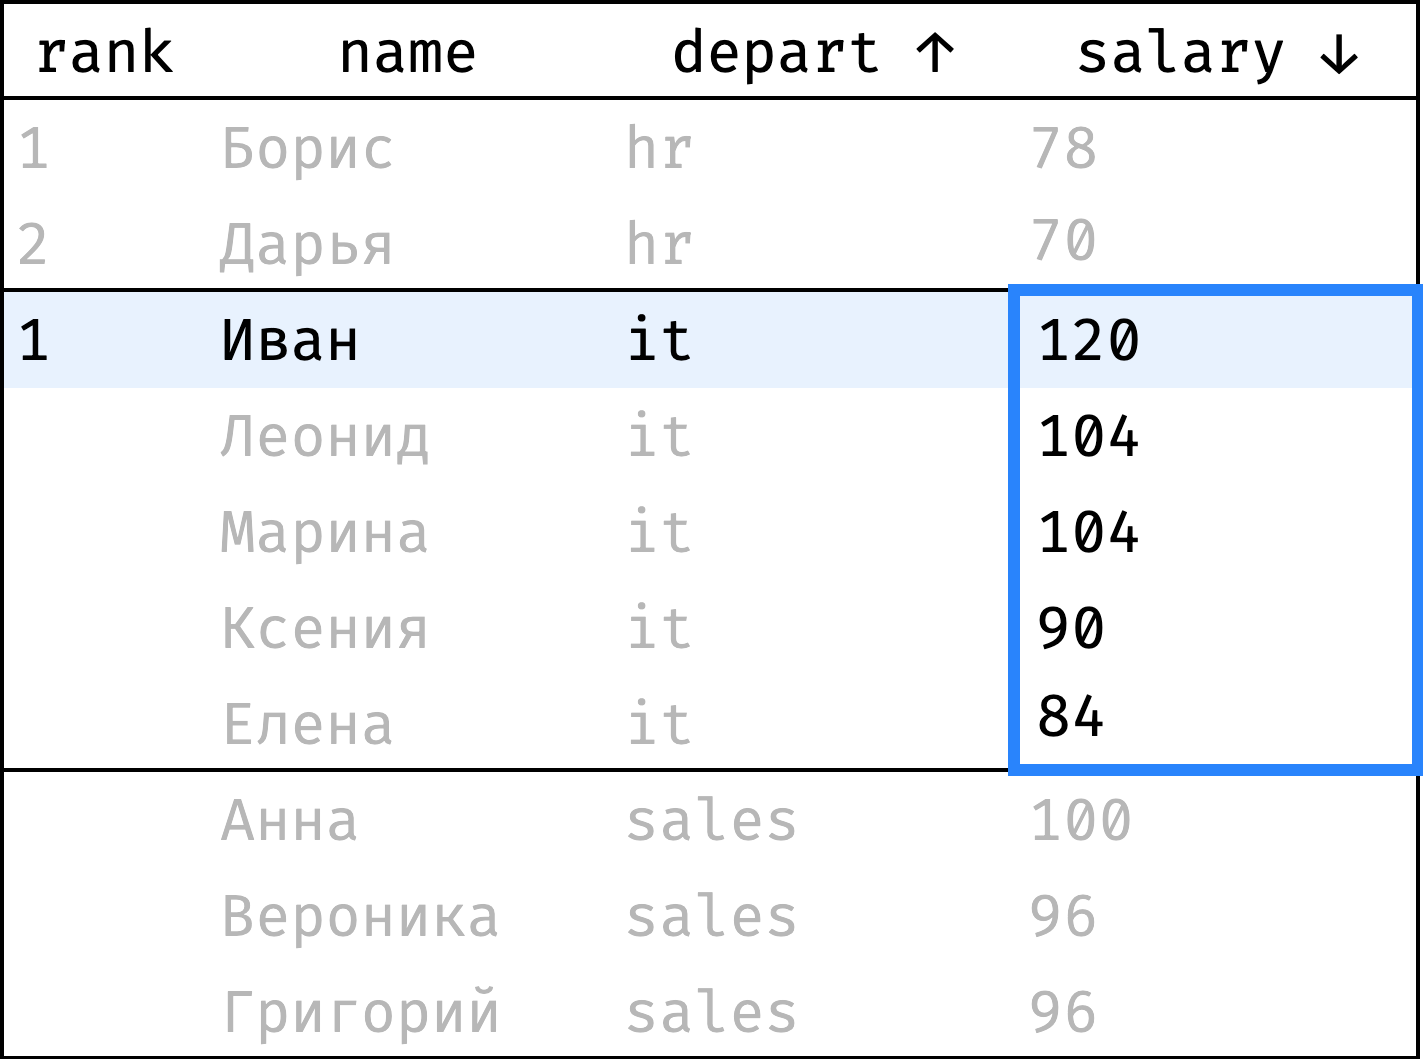 rank name depart ↑ salary ↓
1 Борис hr 78
2 Дарья hr 70
1 Иван it 120
Леонид it 104
Марина it 104
Ксения it 90
Елена it 84
Анна sales 100
Вероника sales 96
Григорий sales 96